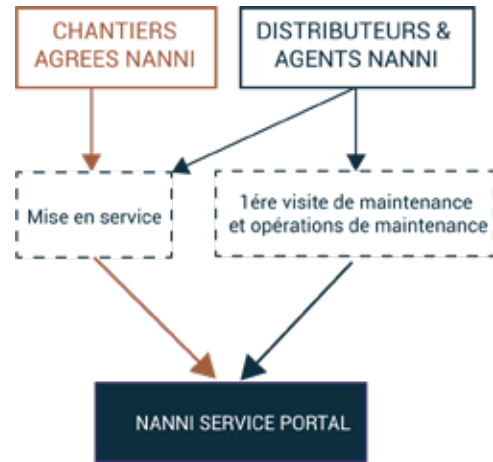 CHANTIERS
AGREES NANNI
DISTRIBUTEURS &
AGENTS NANNI
Mise en service
1ére visite de maintenance
et opérations de maintenance
NANNI SERVICE PORTAL